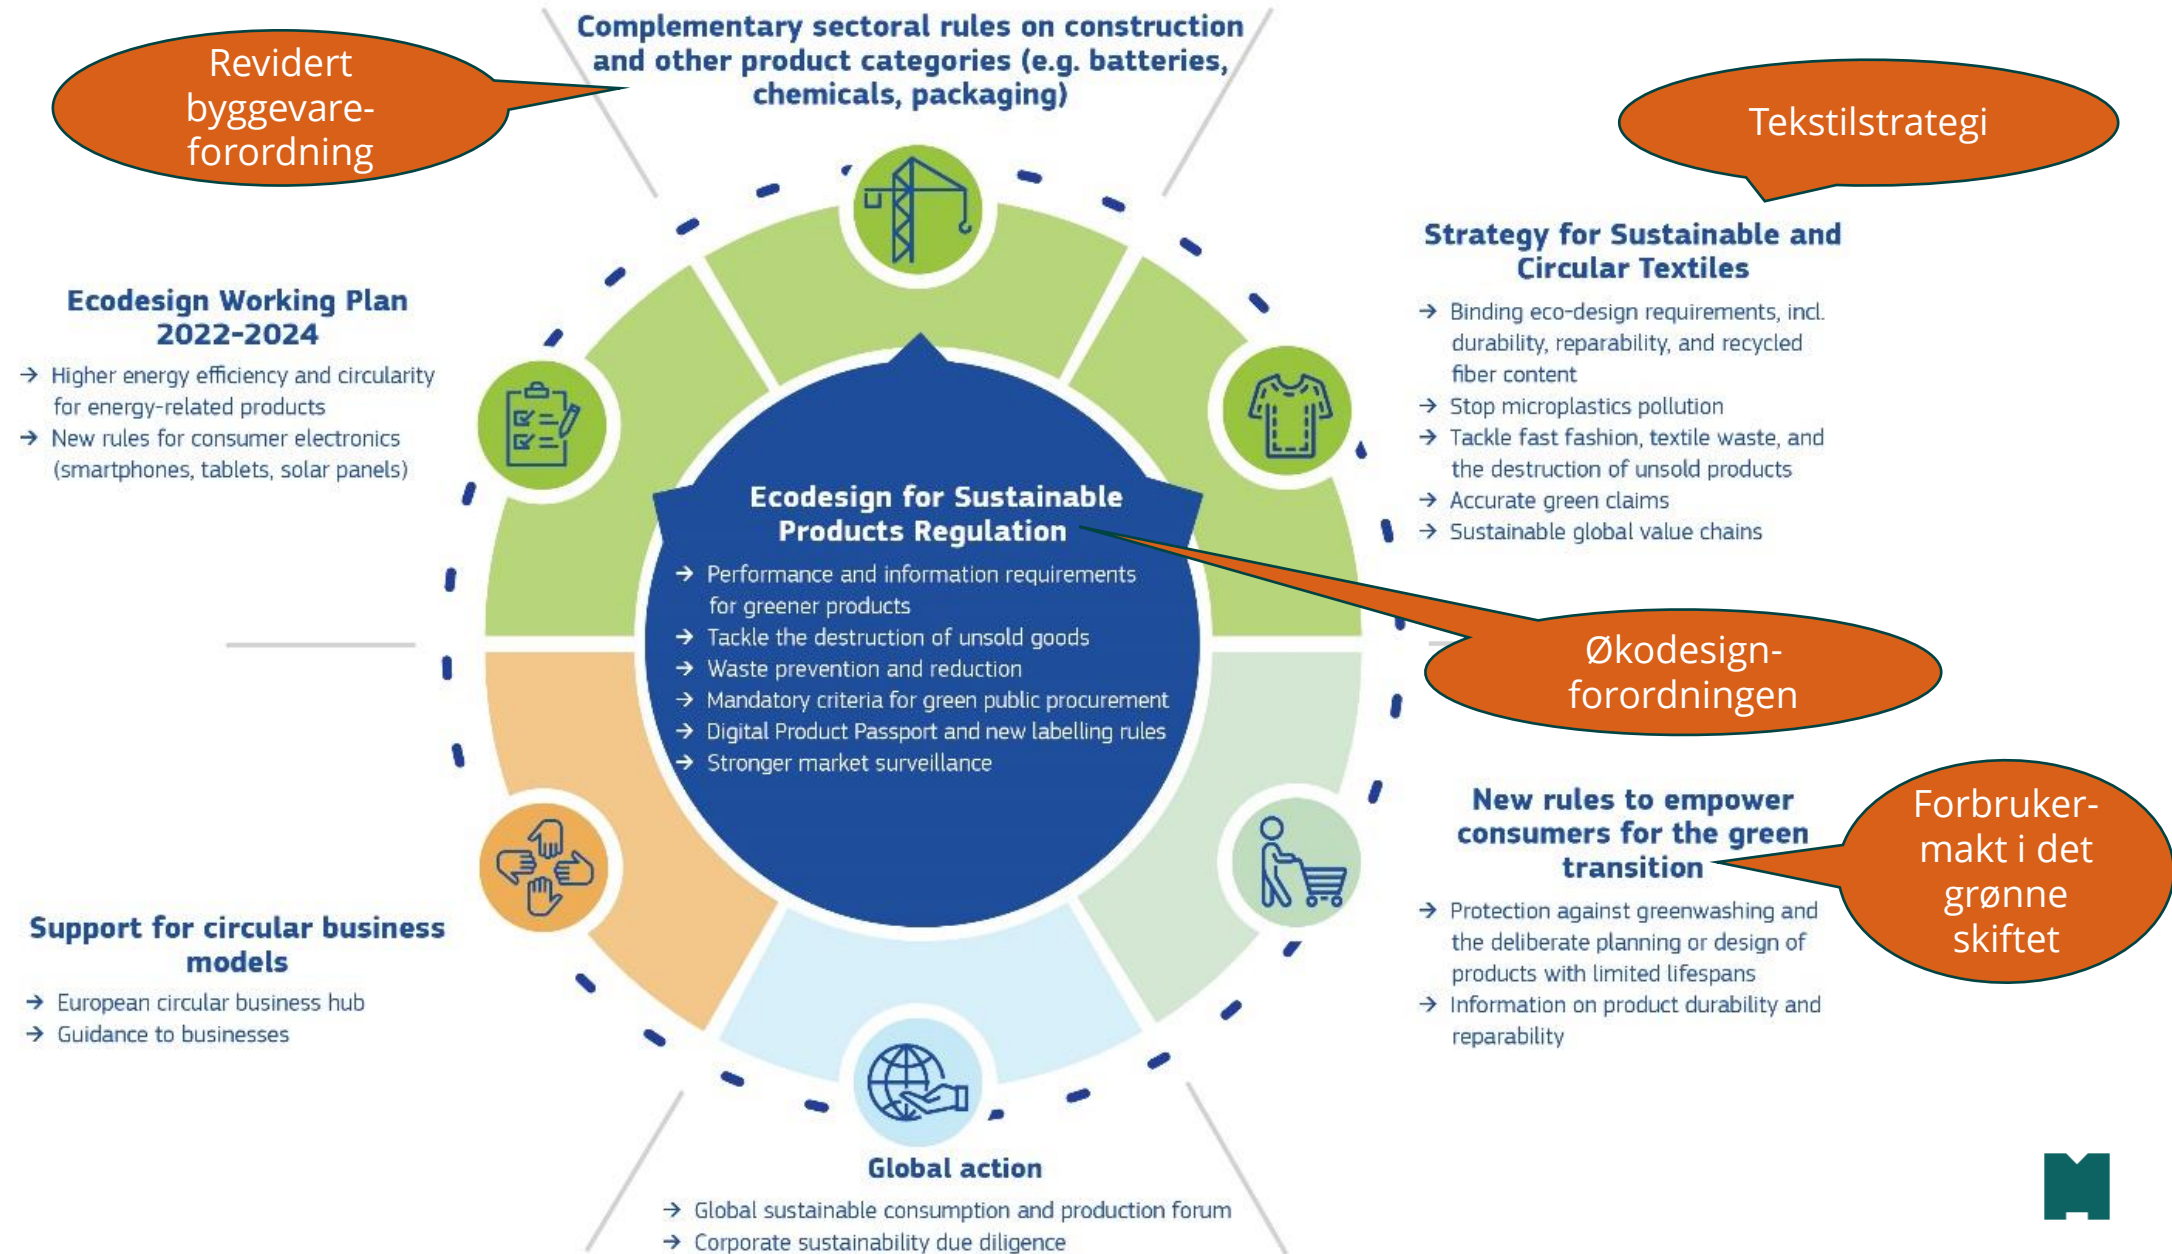 Complementary sectoral rules on construction
and other product categories (e.g. batteries,
chemicals, packaging)
Revidert
byggevare-
forordning
Tekstilstrategi
Strategy for Sustainable and
Circular Textiles
→ Binding eco-design requirements, incl.
durability, reparability, and recycled
fiber content
→ Stop microplastics pollution
→ Tackle fast fashion, textile waste, and
the destruction of unsold products
→ Accurate green claims
→ Sustainable global value chains
Ecodesign Working Plan
2022-2024
→ Higher energy efficiency and circularity
for energy-related products
→ New rules for consumer electronics
(smartphones, tablets, solar panels)
Ecodesign for Sustainable
Products Regulation
→ Performance and information requirements
for greener products
→ Tackle the destruction of unsold goods
→ Waste prevention and reduction
→ Mandatory criteria for green public procurement
→ Digital Product Passport and new labelling rules
→ Stronger market surveillance
Økodesign-
forordningen
New rules to empower
consumers for the green
transition
→ Protection against greenwashing and
the deliberate planning or design of
products with limited lifespans
→ Information on product durability and
reparability
Forbruker-
makt i det
grønne
skiftet
Support for circular business
models
→ European circular business hub
→ Guidance to businesses
Global action
→ Global sustainable consumption and production forum
→ Corporate sustainability due diligence